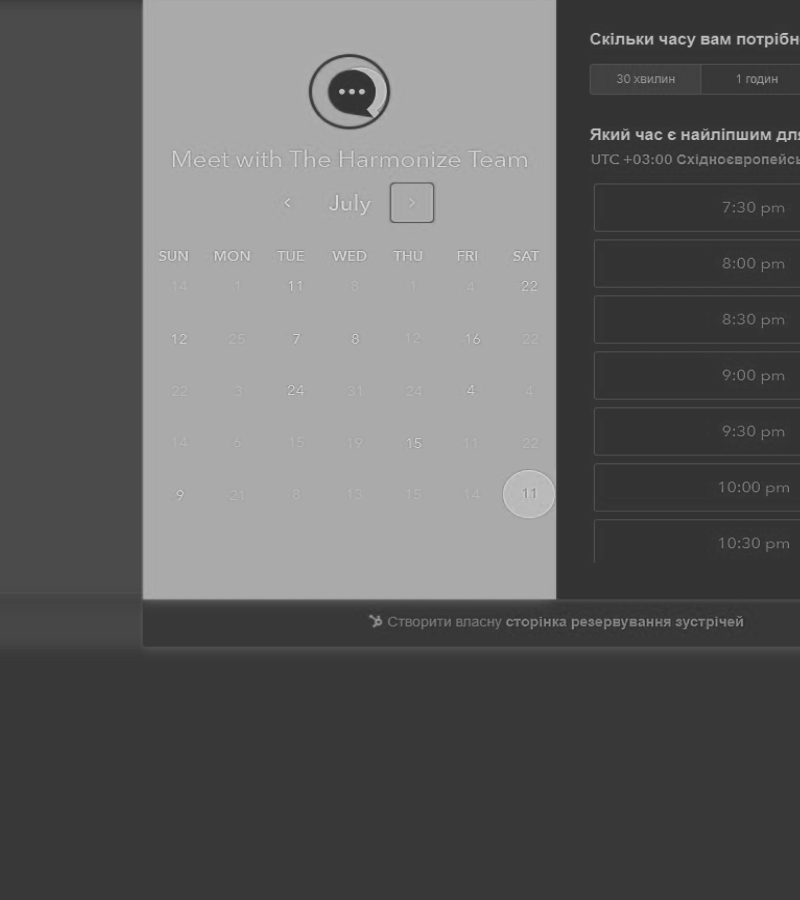 Meet with The Harmonize Team
July
SUN MON TUE WED THU FRI SAT
14 1 11 8 1 4 22
12 25 7 8 12 16 22
22 3 24 31 24 4 4
14 6 15 19 15 11 22
9 21 8 13 15 14 11
Скільки часу вам потрібн
30 хвилин 1 годин
Який час є найліпшим для
UTC +03:00 Східноєвропейсь
7:30 pm
8:00 pm
8:30 pm
9:00 pm
9:30 pm
10:00 pm
10:30 pm
Створити власну сторінка резервування зустрічей